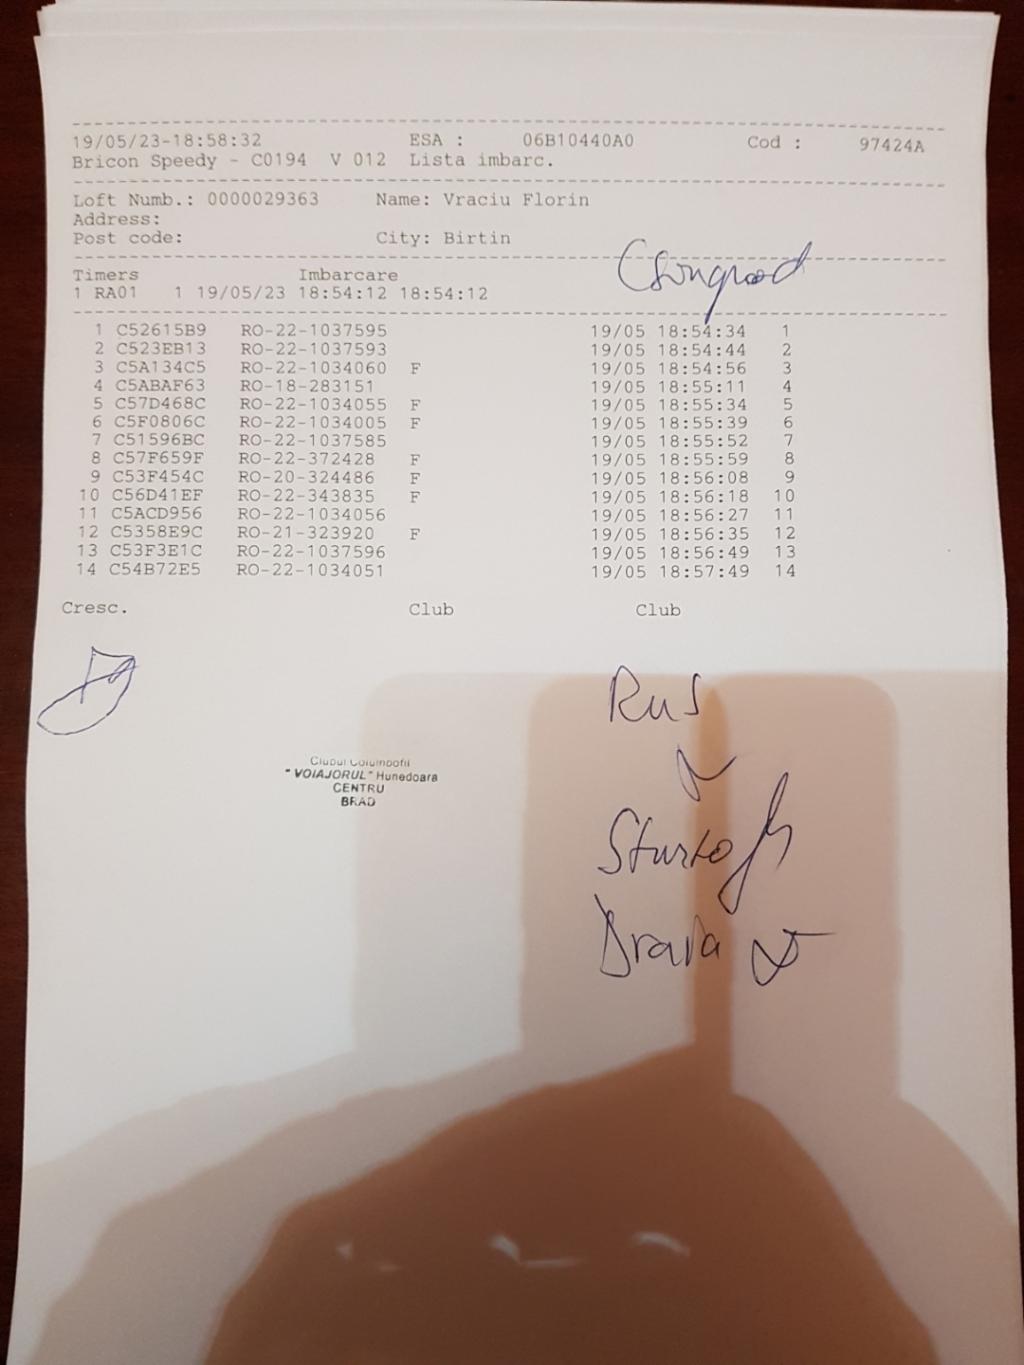 19/05/23-18:58:32 ESA : 06B10440A0 Cod : 97424A
Bricon Speedy - C0194 V 012 Lista imbarc.
Loft Numb.: 0000029363 Name: Vraciu Florin
Address:
Post code: City: Birtin
Csongrad
Timers Imbarcare
1 RA01 1 19/05/23 18:54:12 18:54:12
1 C52615B9 RO-22-1037595 19/05 18:54:34 1
2 C523EB13 RO-22-1037593 19/05 18:54:44 2
3 C5A134C5 RO-22-1034060 F 19/05 18:54:56 3
4 C5ABAF63 RO-18-283151 19/05 18:55:11 4
5 C57D468C RO-22-1034055 F 19/05 18:55:34 5
6 C5F0806C RO-22-1034005 F 19/05 18:55:39 6
7 C51596BC RO-22-1037585 19/05 18:55:52 7
8 C57F659F RO-22-372428 F 19/05 18:55:59 8
9 C53F454C RO-20-324486 F 19/05 18:56:08 9
10 C56D41EF RO-22-343835 F 19/05 18:56:18 10
11 C5ACD956 RO-22-1034056 19/05 18:56:27 11
12 C5358E9C RO-21-323920 F 19/05 18:56:35 12
13 C53F3E1C RO-22-1037596 19/05 18:56:49 13
14 C54B72E5 RO-22-1034051 19/05 18:57:49 14
Cresc. Club Club
Rus
Clubul Columbofil
"VOIAJORUL" Hunedoara
CENTRU
BRAD